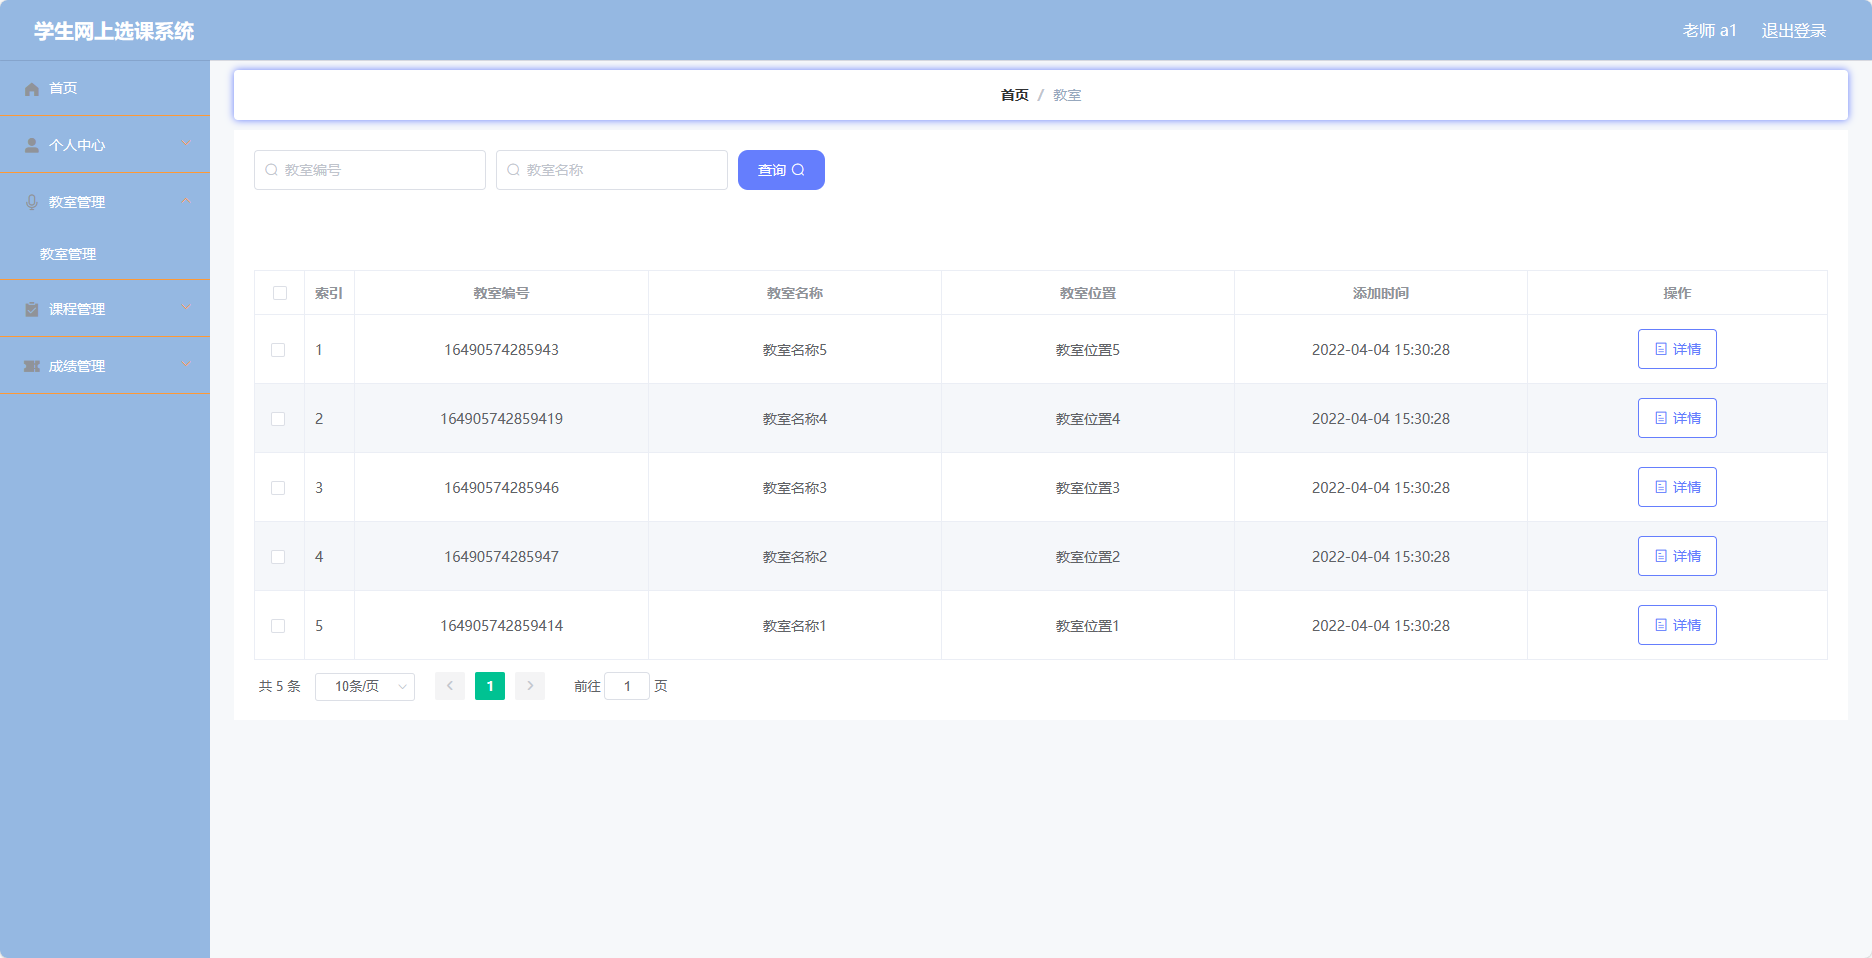 学生网上选课系统
老师 a1 退出登录
首页
个人中心
教室管理
教室管理
课程管理
成绩管理
首页 / 教室
教室编号 教室名称 查询
索引 教室编号 教室名称 教室位置 添加时间 操作
1 16490574285943 教室名称5 教室位置5 2022-04-04 15:30:28 详情
2 164905742859419 教室名称4 教室位置4 2022-04-04 15:30:28 详情
3 16490574285946 教室名称3 教室位置3 2022-04-04 15:30:28 详情
4 16490574285947 教室名称2 教室位置2 2022-04-04 15:30:28 详情
5 164905742859414 教室名称1 教室位置1 2022-04-04 15:30:28 详情
共 5 条 10条/页 1 前往 1 页